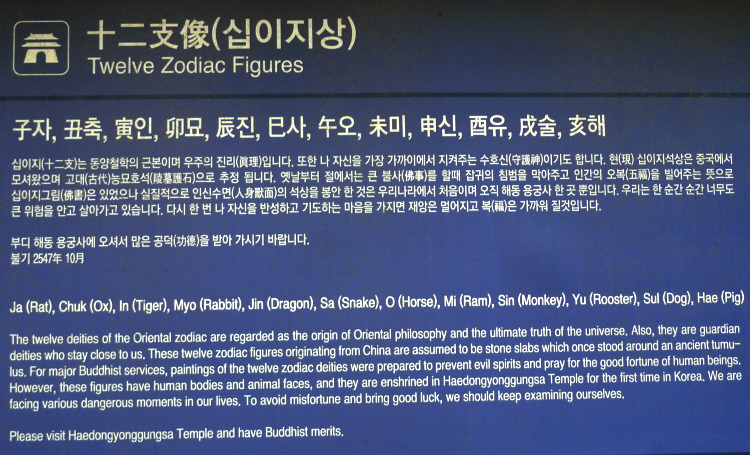 十二支像(십이지상)
Twelve Zodiac Figures
子자, 丑축, 寅인, 卯묘, 辰진, 巳사, 午오, 未미, 申신, 酉유, 戌술, 亥해
십이지(十二支)는 동양철학의 근본이며 우주의 진리(眞理)입니다. 또한 나 자신을 가장 가까이에서 지켜주는 수호신(守護神)이기도 합니다. 현(現) 십이지석상은 중국에서
모셔왔으며 고대(古代)능묘호석(陵墓護石)으로 추정 됩니다. 옛날부터 절에서는 큰 불사(佛事)를 할때 잡귀의 침범을 막아주고 인간의 오복(五福)을 빌어주는 뜻으로
십이지그림(佛書)은 있었으나 실질적으로 인신수면(人身獸面)의 석상을 봉안 한 것은 우리나라에서 처음이며 오직 해동 용궁사 한 곳 뿐입니다. 우리는 한 순간 순간 너무도
큰 위험을 안고 살아가고 있습니다. 다시 한 번 나 자신을 반성하고 기도하는 마음을 가지면 재앙은 멀어지고 복(福)은 가까워 질것입니다.
부디 해동 용궁사에 오셔서 많은 공덕(功德)을 받아 가시기 바랍니다.
불기 2547年 10月
Ja (Rat), Chuk (Ox), In (Tiger), Myo (Rabbit), Jin (Dragon), Sa (Snake), O (Horse), Mi (Ram), Sin (Monkey), Yu (Rooster), Sul (Dog), Hae (Pig)
The twelve deities of the Oriental zodiac are regarded as the origin of Oriental philosophy and the ultimate truth of the universe. Also, they are guardian
deities who stay close to us. These twelve zodiac figures originating from China are assumed to be stone slabs which once stood around an ancient tumu-
lus. For major Buddhist services, paintings of the twelve zodiac deities were prepared to prevent evil spirits and pray for the good fortune of human beings.
However, these figures have human bodies and animal faces, and they are enshrined in Haedongyonggungsa Temple for the first time in Korea. We are
facing various dangerous moments in our lives. To avoid misfortune and bring good luck, we should keep examining ourselves.
Please visit Haedongyonggungsa Temple and have Buddhist merits.